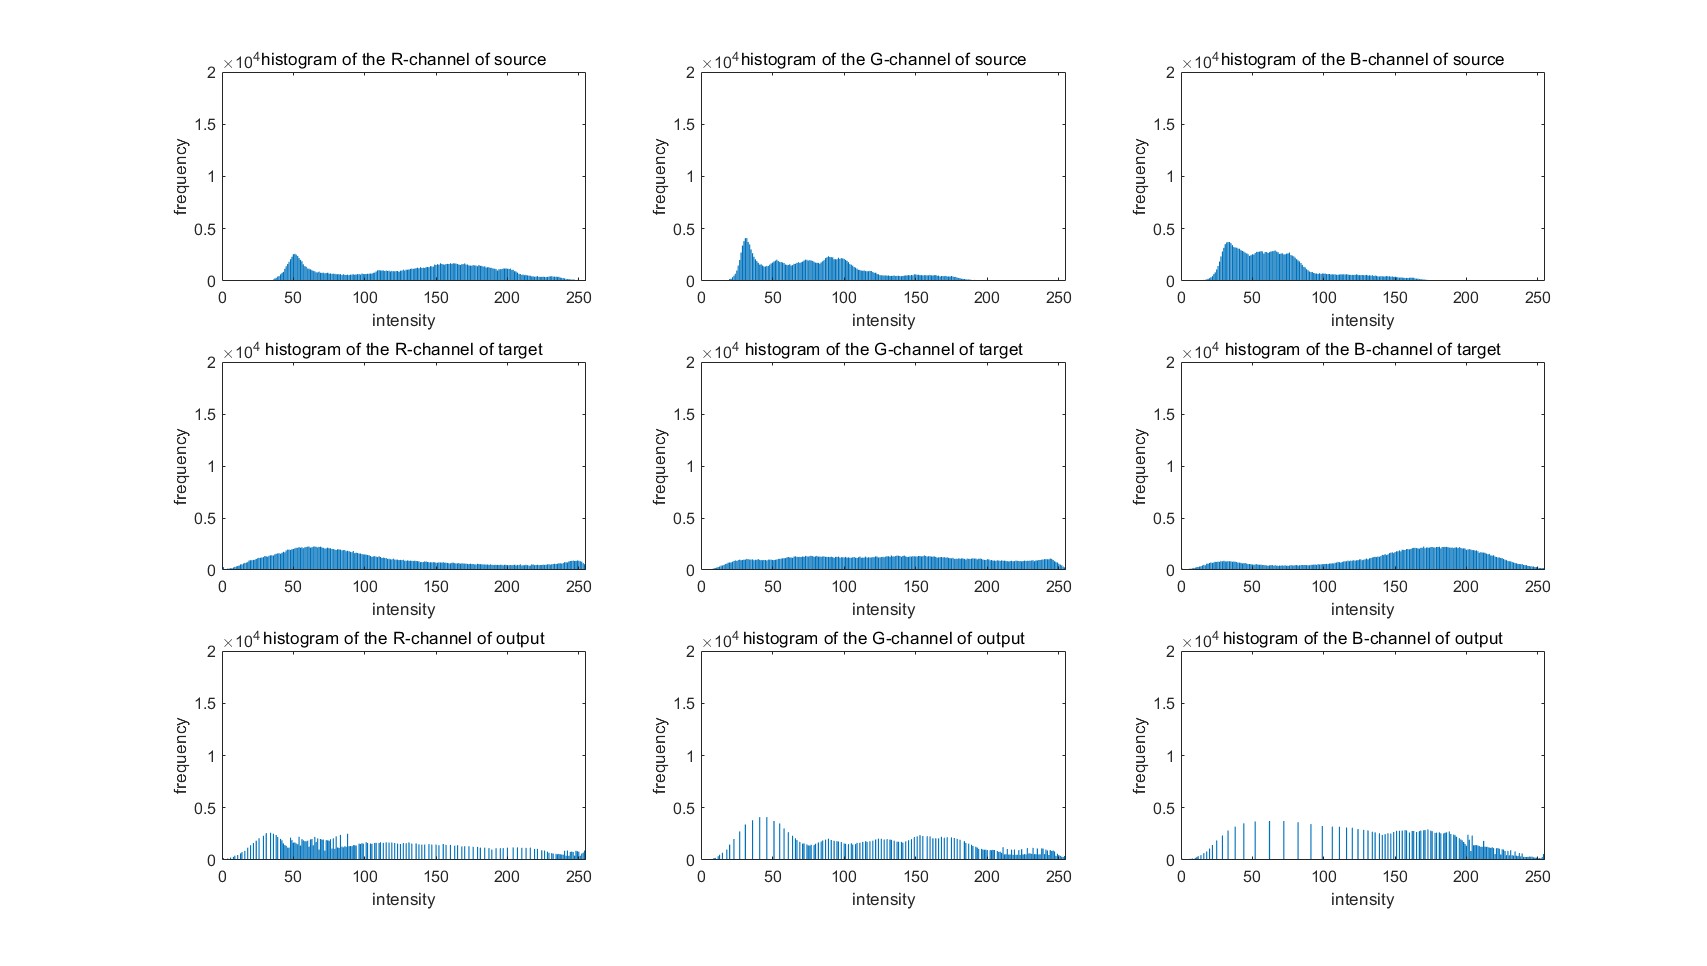 ×10⁴ histogram of the R-channel of source
2
1.5
1
0.5
0
frequency
0 50 100 150 200 250
intensity
×10⁴ histogram of the G-channel of source
2
1.5
1
0.5
0
frequency
0 50 100 150 200 250
intensity
×10⁴ histogram of the B-channel of source
2
1.5
1
0.5
0
frequency
0 50 100 150 200 250
intensity
×10⁴ histogram of the R-channel of target
2
1.5
1
0.5
0
frequency
0 50 100 150 200 250
intensity
×10⁴ histogram of the G-channel of target
2
1.5
1
0.5
0
frequency
0 50 100 150 200 250
intensity
×10⁴ histogram of the B-channel of target
2
1.5
1
0.5
0
frequency
0 50 100 150 200 250
intensity
×10⁴ histogram of the R-channel of output
2
1.5
1
0.5
0
frequency
0 50 100 150 200 250
intensity
×10⁴ histogram of the G-channel of output
2
1.5
1
0.5
0
frequency
0 50 100 150 200 250
intensity
×10⁴ histogram of the B-channel of output
2
1.5
1
0.5
0
frequency
0 50 100 150 200 250
intensity